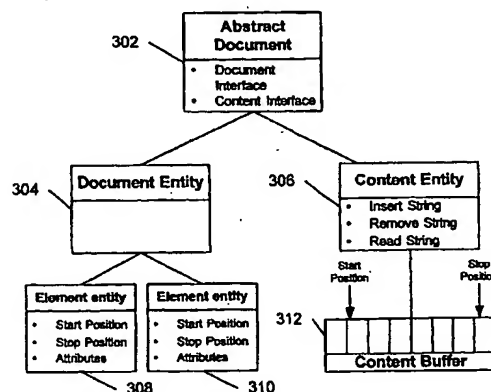 302
Abstract
Document
• Document
Interface
• Content Interface
304
Document Entity
306
Content Entity
• Insert String
• Remove String
• Read String
Start
Position
Stop
Position
Element entity
• Start Position
• Stop Position
• Attributes
Element entity
• Start Position
• Stop Position
• Attributes
312
Content Buffer
308
310